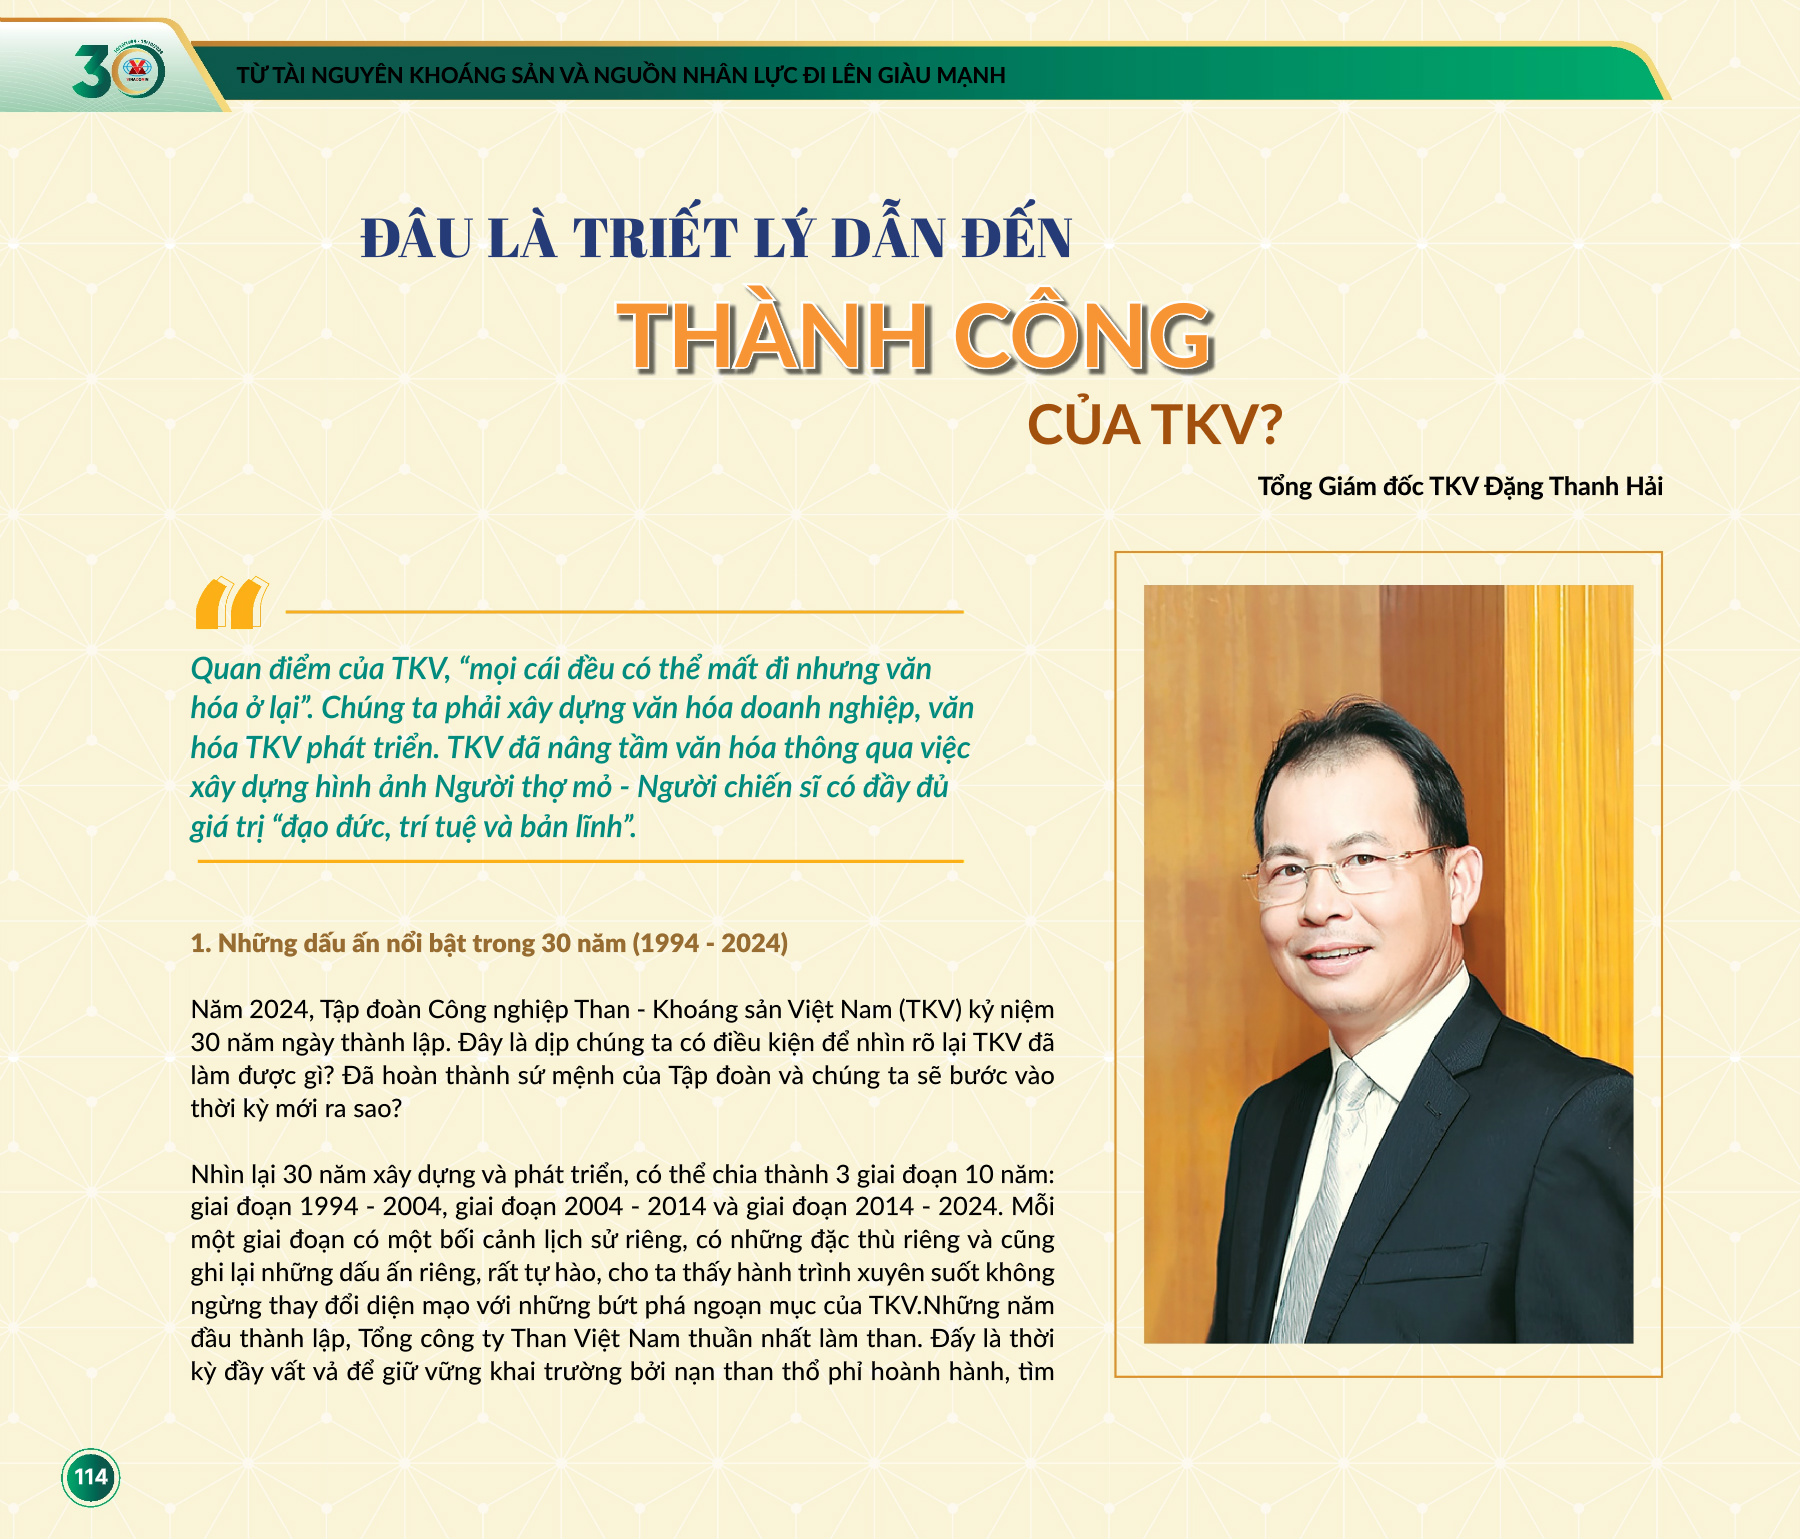 30
VINACOMIN
TỪ TÀI NGUYÊN KHOÁNG SẢN VÀ NGUỒN NHÂN LỰC ĐI LÊN GIÀU MẠNH
ĐÂU LÀ TRIẾT LÝ DẪN ĐẾN
THÀNH CÔNG
CỦA TKV?
Tổng Giám đốc TKV Đặng Thanh Hải
“
Quan điểm của TKV, “mọi cái đều có thể mất đi nhưng văn
hóa ở lại”. Chúng ta phải xây dựng văn hóa doanh nghiệp, văn
hóa TKV phát triển. TKV đã nâng tầm văn hóa thông qua việc
xây dựng hình ảnh Người thợ mỏ - Người chiến sĩ có đầy đủ
giá trị “đạo đức, trí tuệ và bản lĩnh”.
1. Những dấu ấn nổi bật trong 30 năm (1994 - 2024)
Năm 2024, Tập đoàn Công nghiệp Than - Khoáng sản Việt Nam (TKV) kỷ niệm
30 năm ngày thành lập. Đây là dịp chúng ta có điều kiện để nhìn rõ lại TKV đã
làm được gì? Đã hoàn thành sứ mệnh của Tập đoàn và chúng ta sẽ bước vào
thời kỳ mới ra sao?
Nhìn lại 30 năm xây dựng và phát triển, có thể chia thành 3 giai đoạn 10 năm:
giai đoạn 1994 - 2004, giai đoạn 2004 - 2014 và giai đoạn 2014 - 2024. Mỗi
một giai đoạn có một bối cảnh lịch sử riêng, có những đặc thù riêng và cũng
ghi lại những dấu ấn riêng, rất tự hào, cho ta thấy hành trình xuyên suốt không
ngừng thay đổi diện mạo với những bứt phá ngoạn mục của TKV.Những năm
đầu thành lập, Tổng công ty Than Việt Nam thuần nhất làm than. Đấy là thời
kỳ đầy vất vả để giữ vững khai trường bởi nạn than thổ phỉ hoành hành, tìm
114